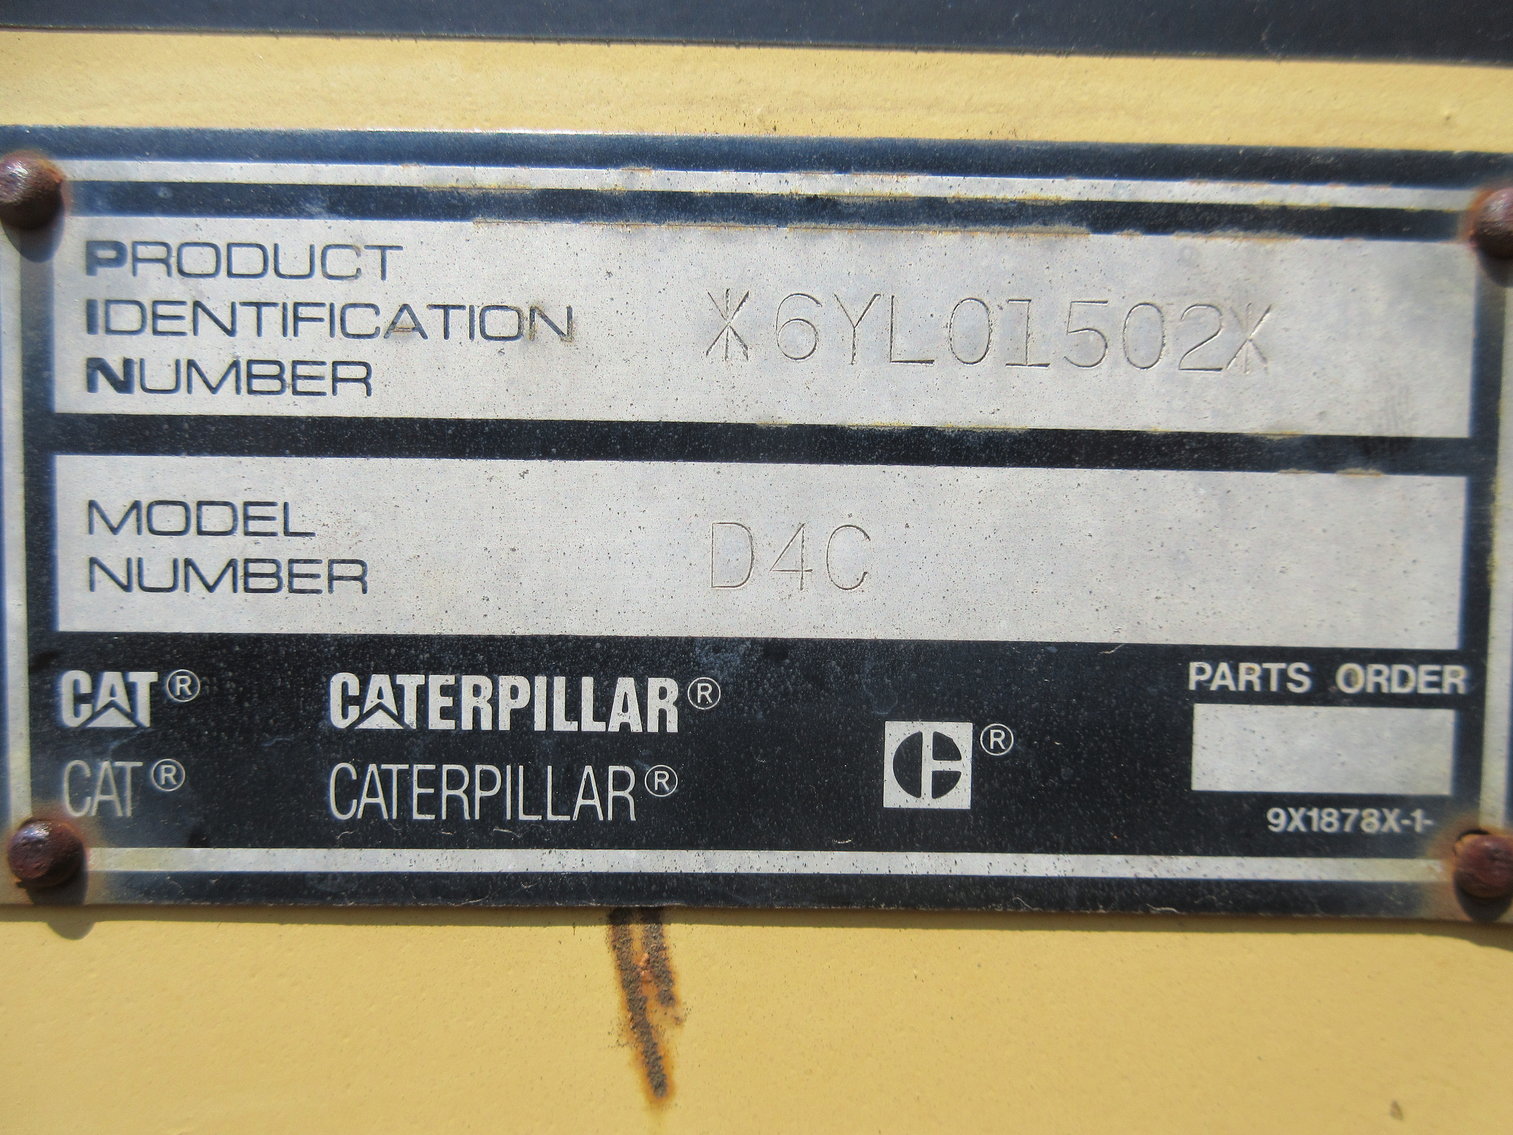 PRODUCT
IDENTIFICATION
NUMBER
*6YL01502*
MODEL
NUMBER
D4C
CAT® CATERPILLAR®
CAT® CATERPILLAR®
C ®
PARTS ORDER
9X1878X-1-